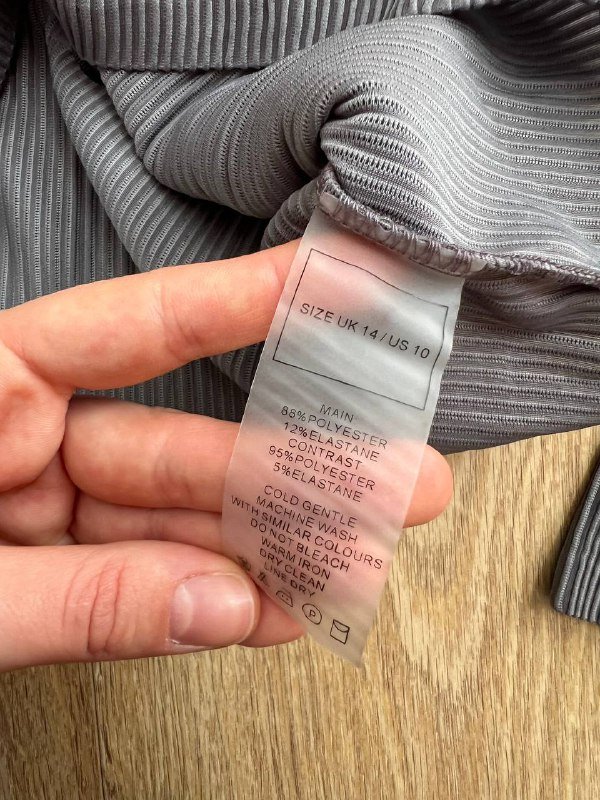 SIZE UK 14 / US 10
MAIN
88%POLYESTER
12%ELASTANE
CONTRAST
95%POLYESTER
5%ELASTANE
COLD GENTLE
MACHINE WASH
WITH SIMILAR COLOURS
DO NOT BLEACH
WARM IRON
DRY CLEAN
LINE DRY
P